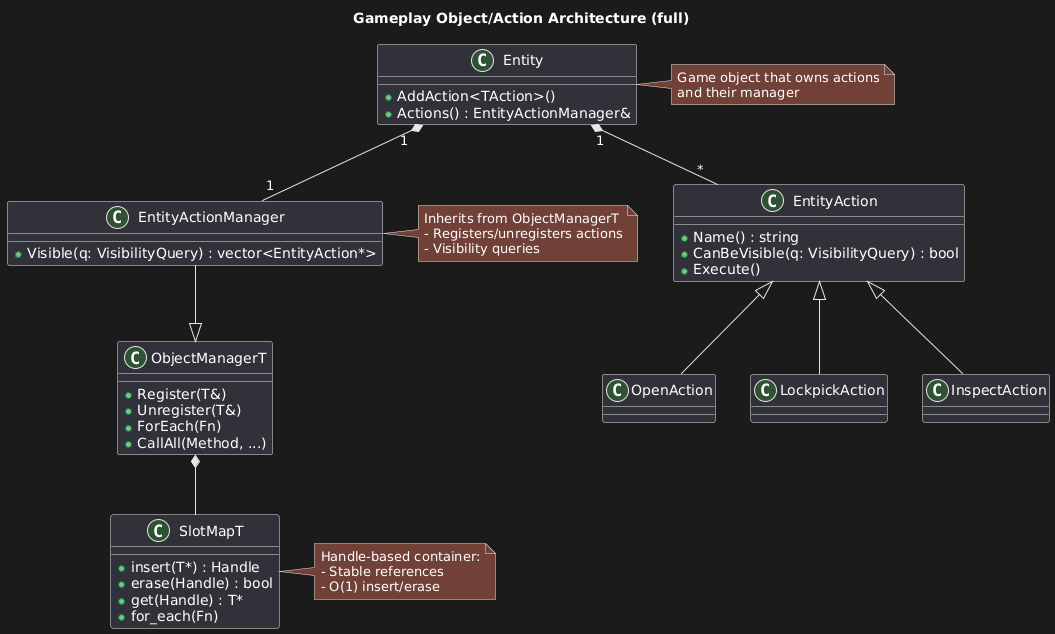 Gameplay Object/Action Architecture (full)
C Entity
AddAction<TAction>()
Actions() : EntityActionManager&
Game object that owns actions
and their manager
1
1
1
*
C EntityActionManager
Visible(q: VisibilityQuery) : vector<EntityAction*>
Inherits from ObjectManagerT
- Registers/unregisters actions
- Visibility queries
C EntityAction
Name() : string
CanBeVisible(q: VisibilityQuery) : bool
Execute()
C ObjectManagerT
Register(T&)
Unregister(T&)
ForEach(Fn)
CallAll(Method, ...)
C OpenAction
C LockpickAction
C InspectAction
C SlotMapT
insert(T*) : Handle
erase(Handle) : bool
get(Handle) : T*
for_each(Fn)
Handle-based container:
- Stable references
- O(1) insert/erase